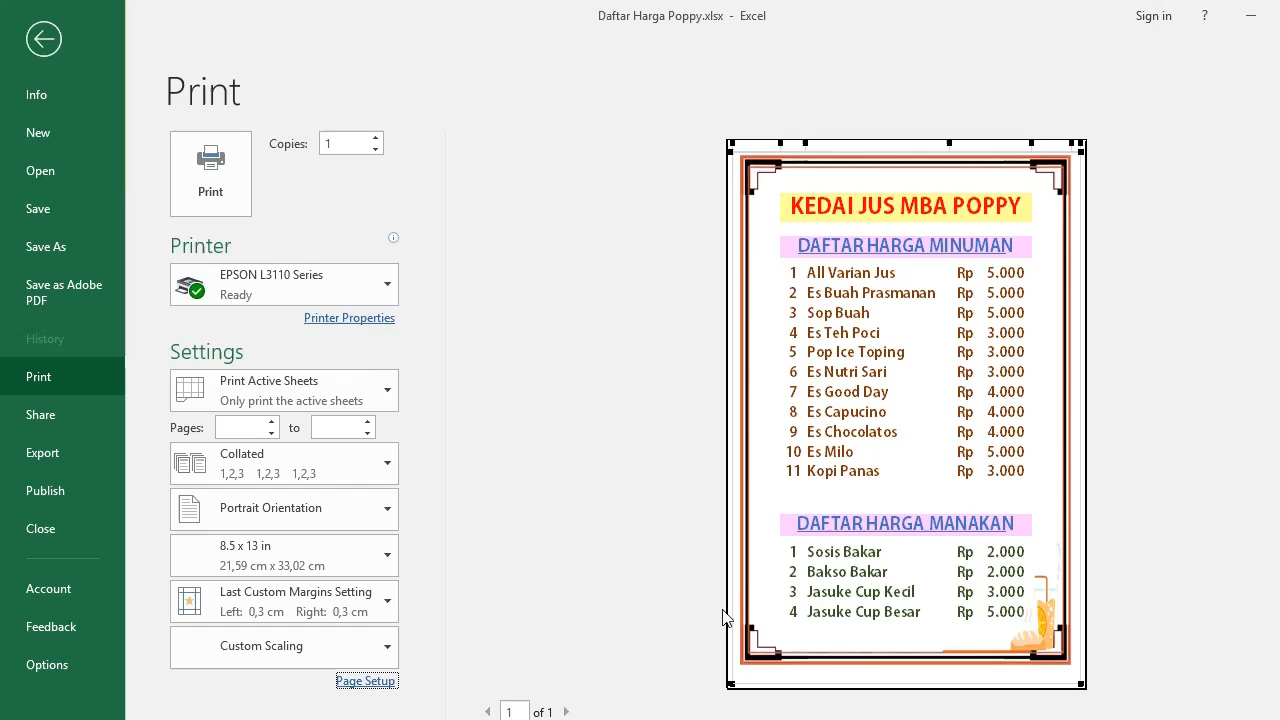 Daftar Harga Poppy.xlsx - Excel
Sign in
?
Info
New
Open
Save
Save As
Save as Adobe
PDF
History
Print
Share
Export
Publish
Close
Account
Feedback
Options
Print
Print
Copies: 1
Printer
EPSON L3110 Series
Ready
Printer Properties
Settings
Print Active Sheets
Only print the active sheets
Pages: to
Collated
1,2,3 1,2,3 1,2,3
Portrait Orientation
8.5 x 13 in
21,59 cm x 33,02 cm
Last Custom Margins Setting
Left: 0,3 cm Right: 0,3 cm
Custom Scaling
Page Setup
KEDAI JUS MBA POPPY
DAFTAR HARGA MINUMAN
1 All Varian Jus Rp 5.000
2 Es Buah Prasmanan Rp 5.000
3 Sop Buah Rp 5.000
4 Es Teh Poci Rp 3.000
5 Pop Ice Toping Rp 3.000
6 Es Nutri Sari Rp 3.000
7 Es Good Day Rp 4.000
8 Es Capucino Rp 4.000
9 Es Chocolatos Rp 4.000
10 Es Milo Rp 5.000
11 Kopi Panas Rp 3.000
DAFTAR HARGA MANAKAN
1 Sosis Bakar Rp 2.000
2 Bakso Bakar Rp 2.000
3 Jasuke Cup Kecil Rp 3.000
4 Jasuke Cup Besar Rp 5.000
1 of 1